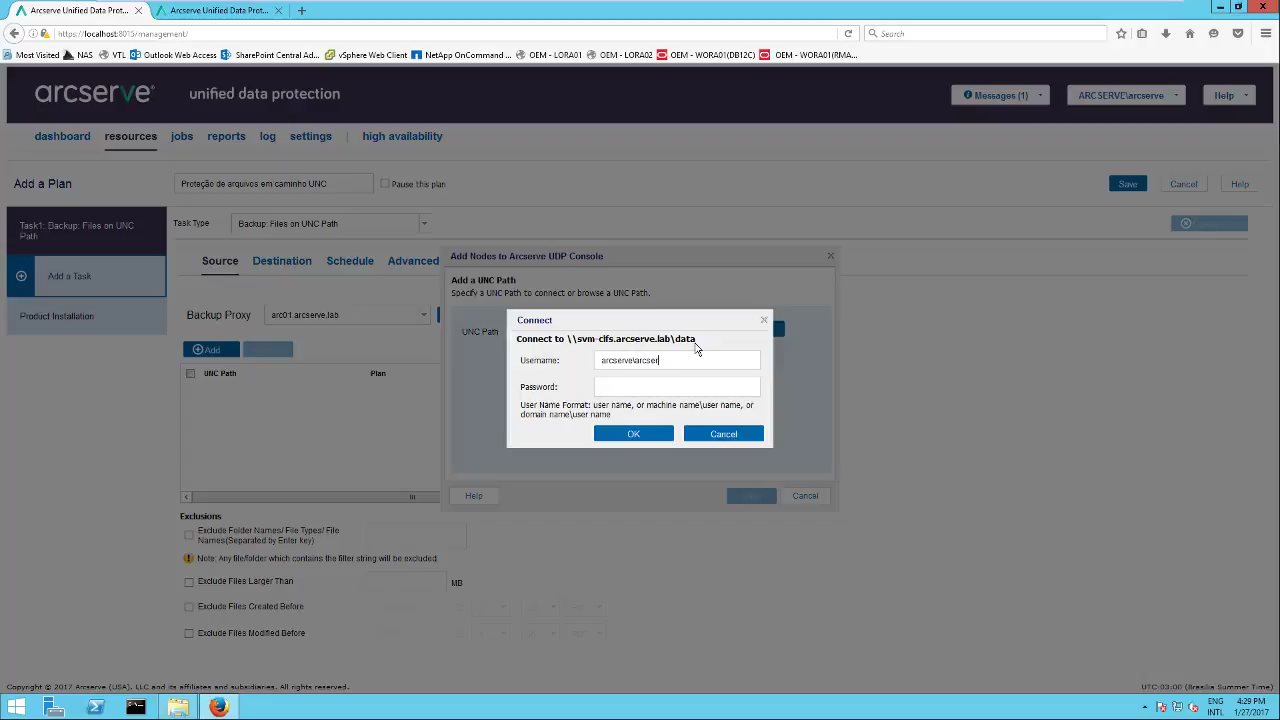 Arcserve Unified Data Prote...
Arcserve Unified Data Prot...
https://localhost:8015/management/
Search
Most Visited NAS VTL Outlook Web Access SharePoint Central Ad... vSphere Web Client NetApp OnCommand ... OEM - LORA01 OEM - LORA02 OEM - WORA01(DB12C) OEM - WORA01(RMA...
arcserve® unified data protection
Messages (1) ARCSERVE\arcserve Help
dashboard resources jobs reports log settings high availability
Add a Plan
Proteção de arquivos em caminho UNC
Pause this plan
Save Cancel Help
Task1: Backup: Files on UNC
Path
Task Type
Backup: Files on UNC Path
Add a Task
Product Installation
Source Destination Schedule Advanced
Backup Proxy
arc01.arcserve.lab
Add
UNC Path Plan
Exclusions
Exclude Folder Names/ File Types/ File
Names(Separated by Enter key)
Note: Any file/folder which contains the filter string will be excluded.
Exclude Files Larger Than MB
Exclude Files Created Before
Exclude Files Modified Before
Add Nodes to Arcserve UDP Console
Add a UNC Path
Specify a UNC Path to connect or browse a UNC Path.
UNC Path
Help Cancel
Connect
Connect to \\svm-cifs.arcserve.lab\data
Username: arcserve\arcser
Password:
User Name Format: user name, or machine name\user name, or
domain name\user name
OK Cancel
Copyright © 2017 Arcserve (USA), LLC and its affiliates and subsidiaries. All rights reserved.
UTC-03:00 (Brasilia Summer Time)
ENG 4:29 PM
INTL 1/27/2017